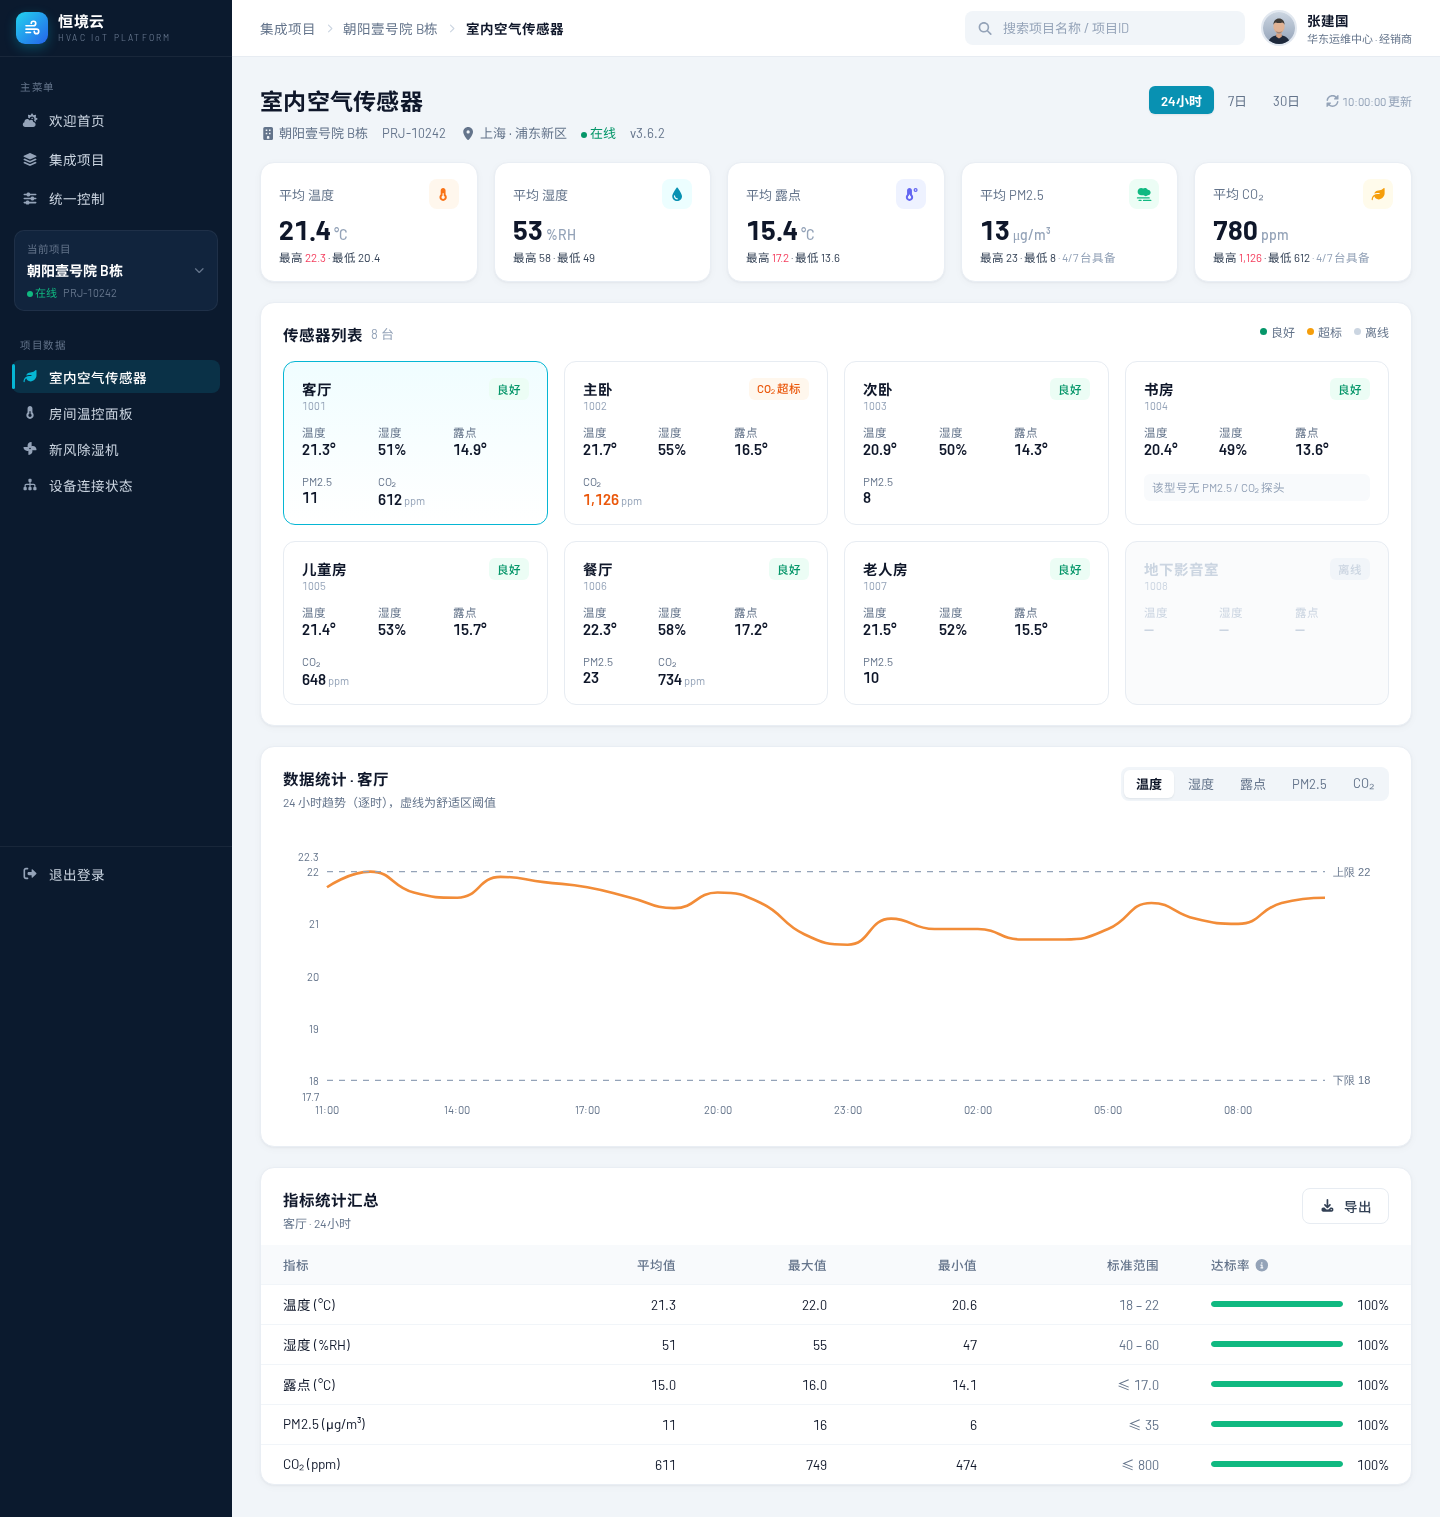 恒境云
HVAC IoT PLATFORM
集成项目 朝阳壹号院 B栋 室内空气传感器
搜索项目名称 / 项目ID
张建国
华东运维中心 · 经销商
主菜单
欢迎首页
集成项目
统一控制
当前项目
朝阳壹号院 B栋
在线 PRJ-10242
项目数据
室内空气传感器
房间温控面板
新风除湿机
设备连接状态
退出登录
室内空气传感器
24小时 7日 30日 10:00:00 更新
朝阳壹号院 B栋 PRJ-10242 上海 · 浦东新区 在线 v3.6.2
平均 温度
21.4 °C
最高 22.3 · 最低 20.4
平均 湿度
53 %RH
最高 58 · 最低 49
平均 露点
15.4 °C
最高 17.2 · 最低 13.6
平均 PM2.5
13 µg/m³
最高 23 · 最低 8 · 4/7 台具备
平均 CO₂
780 ppm
最高 1,126 · 最低 612 · 4/7 台具备
传感器列表 8 台
良好 超标 离线
客厅 良好
1001
温度 湿度 露点
21.3° 51% 14.9°
PM2.5 CO₂
11 612 ppm
主卧 CO₂ 超标
1002
温度 湿度 露点
21.7° 55% 16.5°
CO₂
1,126 ppm
次卧 良好
1003
温度 湿度 露点
20.9° 50% 14.3°
PM2.5
8
书房 良好
1004
温度 湿度 露点
20.4° 49% 13.6°
该型号无 PM2.5 / CO₂ 探头
儿童房 良好
1005
温度 湿度 露点
21.4° 53% 15.7°
CO₂
648 ppm
餐厅 良好
1006
温度 湿度 露点
22.3° 58% 17.2°
PM2.5 CO₂
23 734 ppm
老人房 良好
1007
温度 湿度 露点
21.5° 52% 15.5°
PM2.5
10
地下影音室 离线
1008
温度 湿度 露点
— — —
数据统计 · 客厅
24 小时趋势（逐时），虚线为舒适区阈值
温度 湿度 露点 PM2.5 CO₂
22.3
22
21
20
19
18
17.7
上限 22
下限 18
11:00 14:00 17:00 20:00 23:00 02:00 05:00 08:00
指标统计汇总
客厅 · 24小时
导出
指标 平均值 最大值 最小值 标准范围 达标率
温度 (°C) 21.3 22.0 20.6 18 – 22 100%
湿度 (%RH) 51 55 47 40 – 60 100%
露点 (°C) 15.0 16.0 14.1 ≤ 17.0 100%
PM2.5 (µg/m³) 11 16 6 ≤ 35 100%
CO₂ (ppm) 611 749 474 ≤ 800 100%